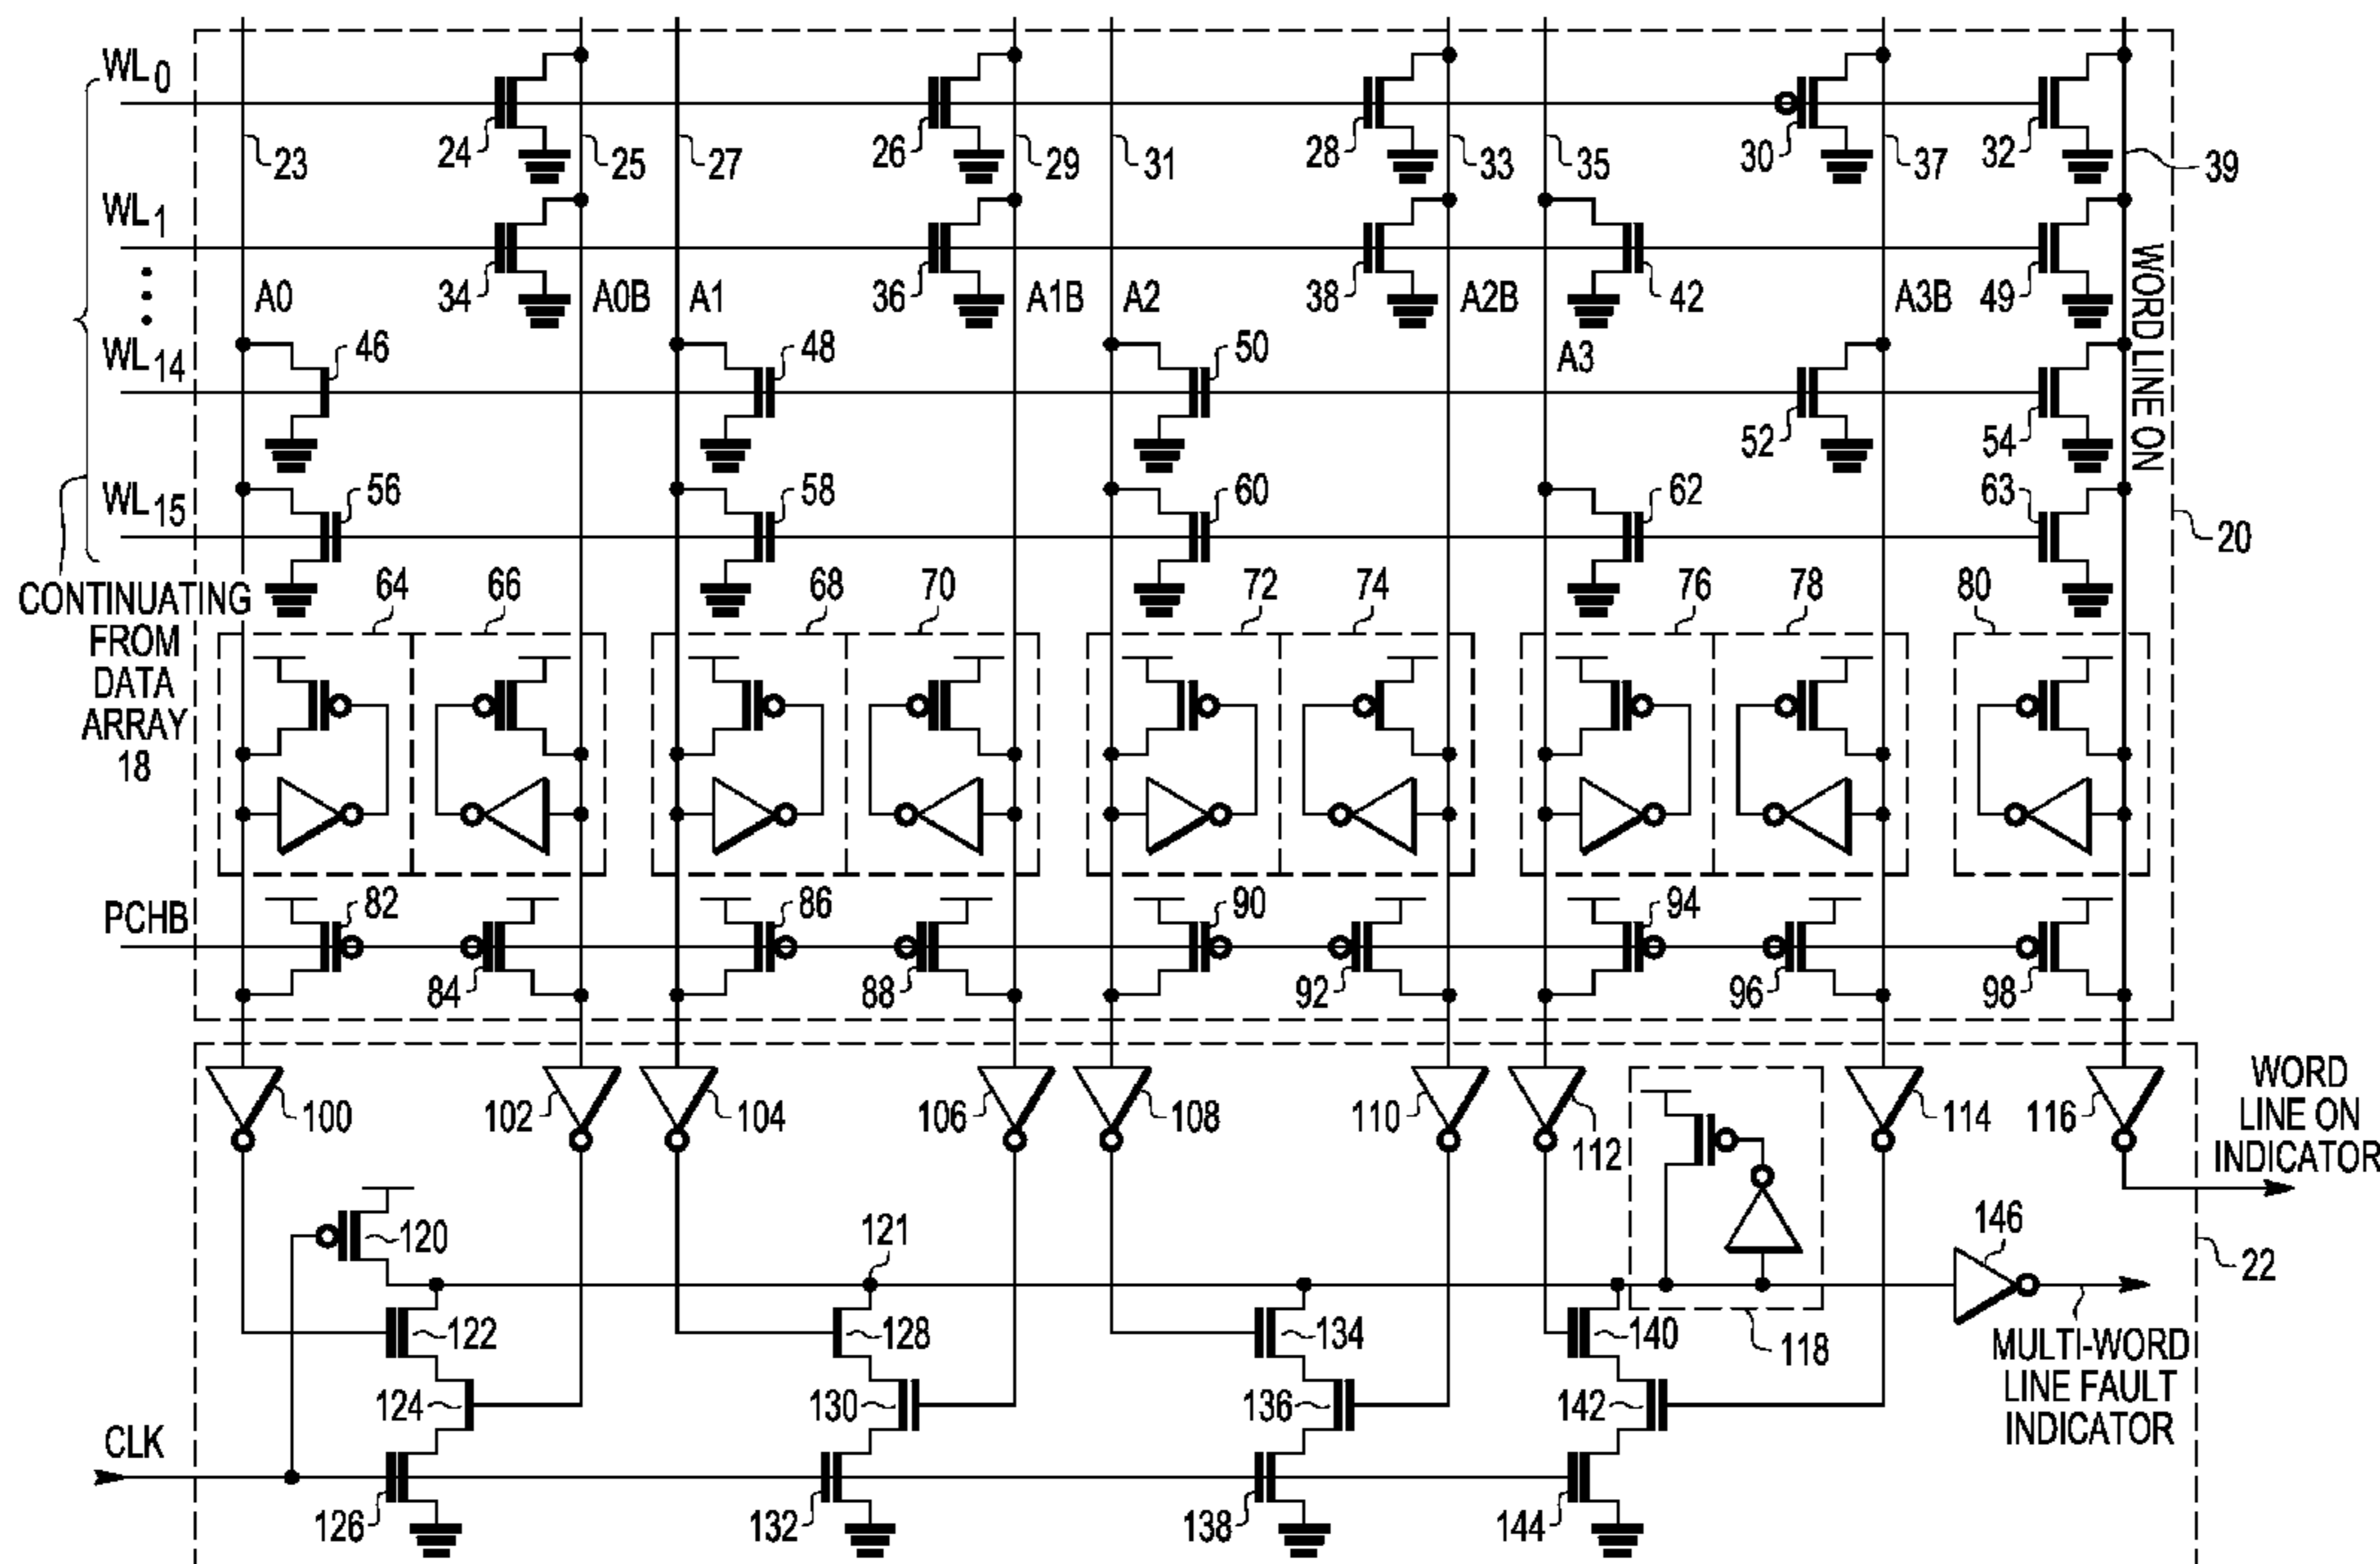 WL0
24 26 28 30 32
23 25 27 29 31 33 35 37 39
WL1
A0 34 A0B A1 36 A1B A2 38 A2B 42 A3B 49
WL14 46 48 50 A3
52 54
WORD LINE ON
WL15 56 58 60 62 63
20
CONTINUATING
FROM
DATA
ARRAY
18
64 66 68 70 72 74 76 78 80
PCHB 82 86 90 94
84 88 92 96 98
100 102 104 106 108 110 112 114 116
WORD
LINE ON
INDICATOR
120 121 146 22
122 128 134 140 118
MULTI-WORD
LINE FAULT
INDICATOR
124 130 136 142
CLK
126 132 138 144